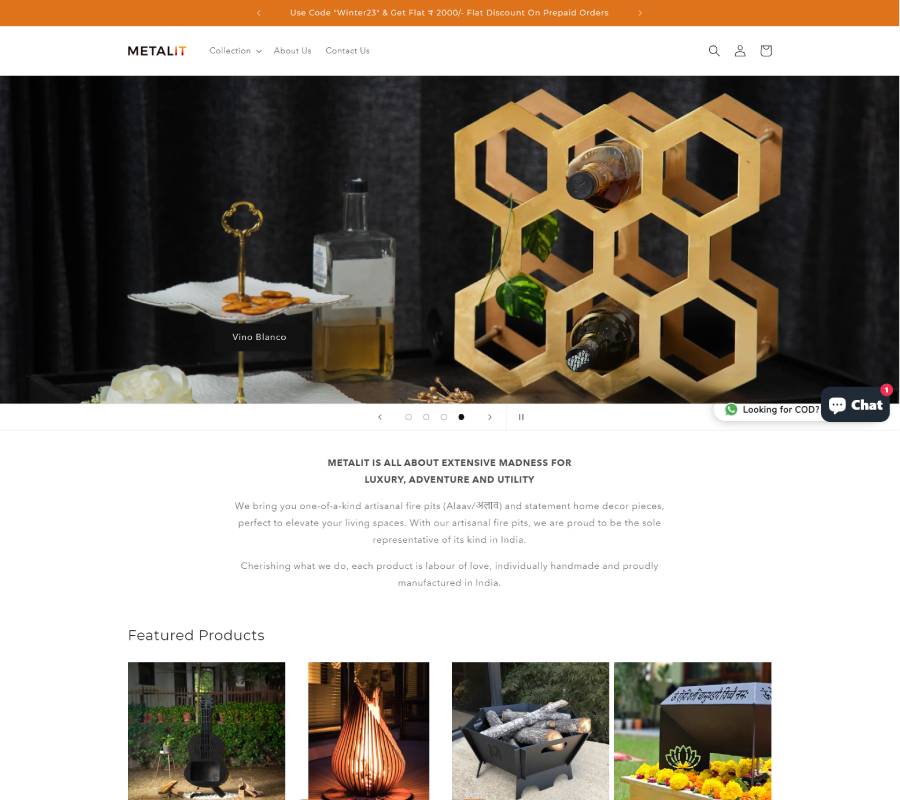 Use Code "Winter23" & Get Flat ₹ 2000/- Flat Discount On Prepaid Orders
METALIT
Collection
About Us
Contact Us
Vino Blanco
Looking for COD?
Chat
1
METALIT IS ALL ABOUT EXTENSIVE MADNESS FOR
LUXURY, ADVENTURE AND UTILITY
We bring you one-of-a-kind artisanal fire pits (Alaav/अलाव) and statement home decor pieces,
perfect to elevate your living spaces. With our artisanal fire pits, we are proud to be the sole
representative of its kind in India.
Cherishing what we do, each product is labour of love, individually handmade and proudly
manufactured in India.
Featured Products